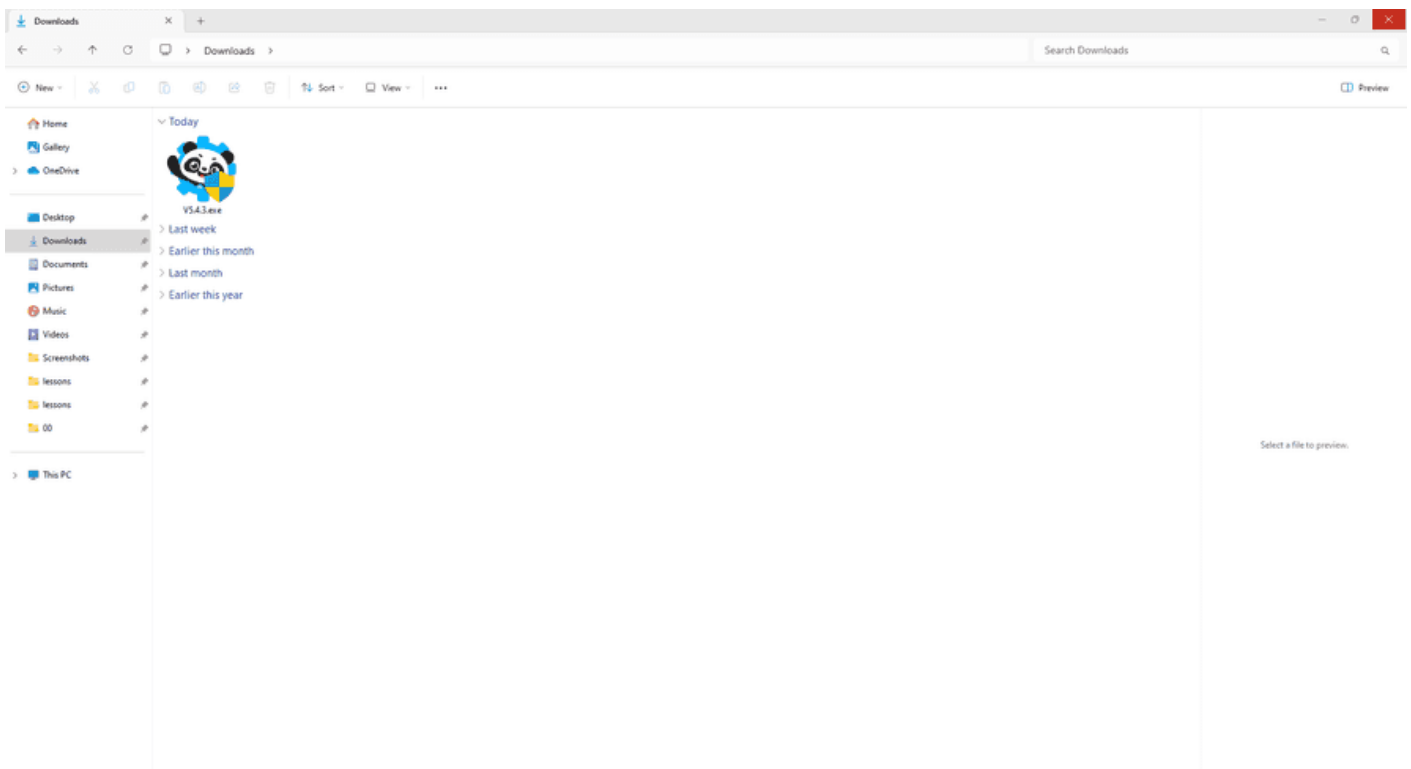 Downloads
Downloads
Search Downloads
New
Sort
View
Preview
Home
Gallery
OneDrive
Desktop
Downloads
Documents
Pictures
Music
Videos
Screenshots
lessons
lessons
00
This PC
Today
V5.4.3.exe
Last week
Earlier this month
Last month
Earlier this year
Select a file to preview.